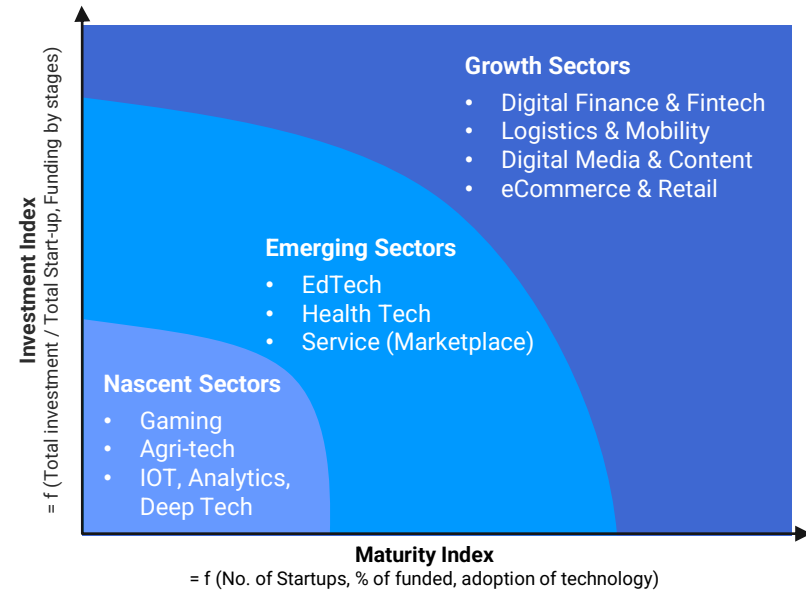 Growth Sectors
• Digital Finance & Fintech
• Logistics & Mobility
• Digital Media & Content
• eCommerce & Retail
Emerging Sectors
• EdTech
• Health Tech
• Service (Marketplace)
Nascent Sectors
• Gaming
• Agri-tech
• IOT, Analytics,
Deep Tech
Investment Index
= f (Total investment / Total Start-up, Funding by stages)
Maturity Index
= f (No. of Startups, % of funded, adoption of technology)